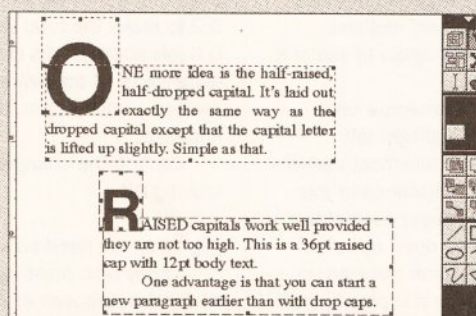 ONE more idea is the half-raised,
half-dropped capital. It's laid out
exactly the same way as the
dropped capital except that the capital letter
is lifted up slightly. Simple as that.
RAISED capitals work well provided
they are not too high. This is a 36pt raised
cap with 12pt body text.
One advantage is that you can start a
new paragraph earlier than with drop caps.